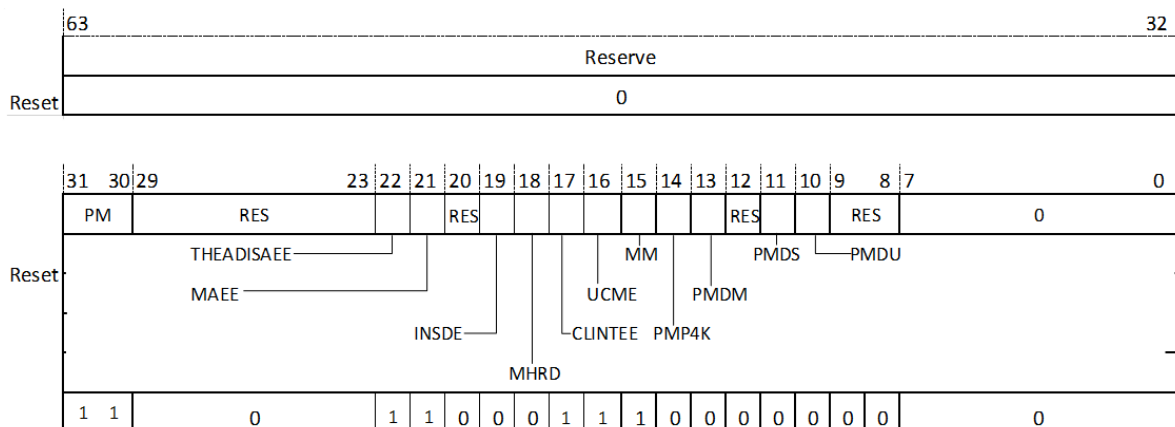 63 32
Reserve
Reset 0
31 30 29 23 22 21 20 19 18 17 16 15 14 13 12 11 10 9 8 7 0
PM RES RES RES RES 0
THEADISAEE MM PMDS PMDU
Reset
MAEE UCME PMDM
INSDE CLINTEE PMP4K
MHRD
1 1 0 1 1 0 0 0 1 1 1 0 0 0 0 0 0 0 0